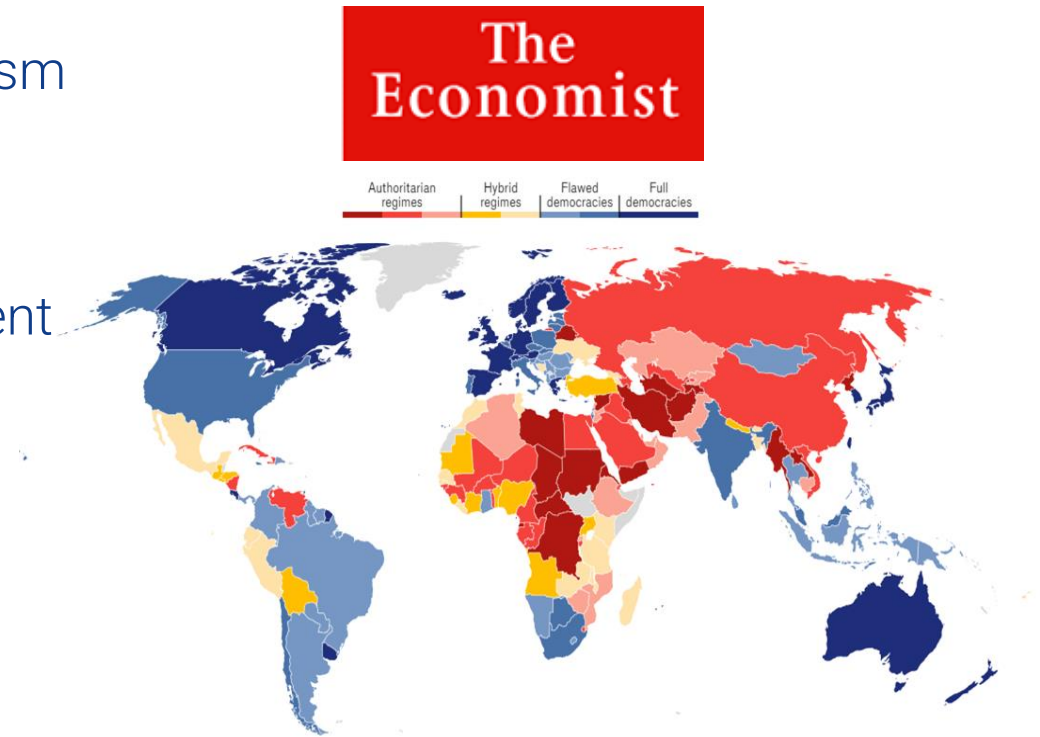 sm
The
Economist
Authoritarian regimes
Hybrid regimes
Flawed democracies
Full democracies
ent